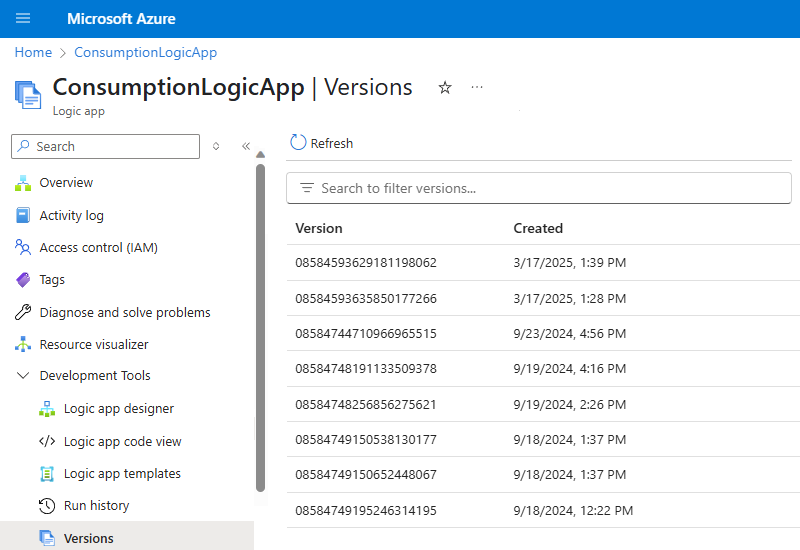 Microsoft Azure
Home > ConsumptionLogicApp
ConsumptionLogicApp | Versions
Logic app
Search
Overview
Activity log
Access control (IAM)
Tags
Diagnose and solve problems
Resource visualizer
Development Tools
Logic app designer
Logic app code view
Logic app templates
Run history
Versions
Refresh
Search to filter versions...
Version Created
08584593629181198062 3/17/2025, 1:39 PM
08584593635850177266 3/17/2025, 1:28 PM
08584744710966965515 9/23/2024, 4:56 PM
08584748191133509378 9/19/2024, 4:16 PM
08584748256856275621 9/19/2024, 2:26 PM
08584749150538130177 9/18/2024, 1:37 PM
08584749150652448067 9/18/2024, 1:37 PM
08584749195246314195 9/18/2024, 12:22 PM